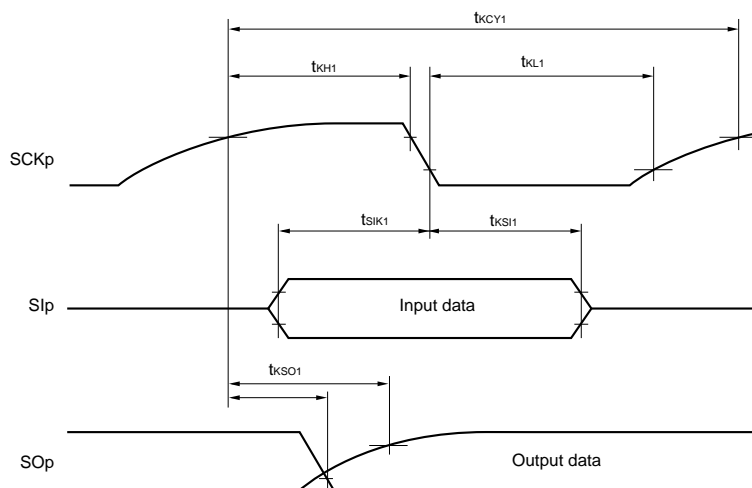 tKCY1
tKH1
tKL1
SCKp
tSIK1
tKSI1
SIp
Input data
tKSO1
SOp
Output data